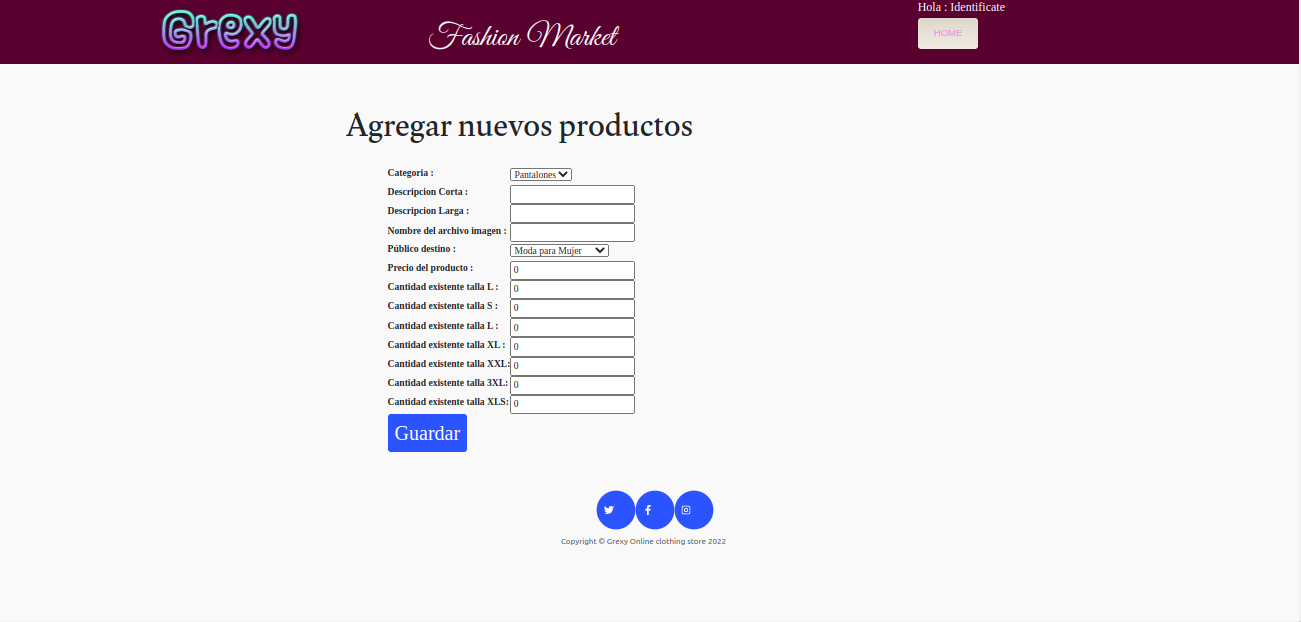 Grexy
Fashion Market
Hola : Identificate
HOME
Agregar nuevos productos
Categoria : Pantalones
Descripcion Corta :
Descripcion Larga :
Nombre del archivo imagen :
Público destino : Moda para Mujer
Precio del producto : 0
Cantidad existente talla L : 0
Cantidad existente talla S : 0
Cantidad existente talla L : 0
Cantidad existente talla XL : 0
Cantidad existente talla XXL: 0
Cantidad existente talla 3XL: 0
Cantidad existente talla XLS: 0
Guardar
Copyright © Grexy Online clothing store 2022